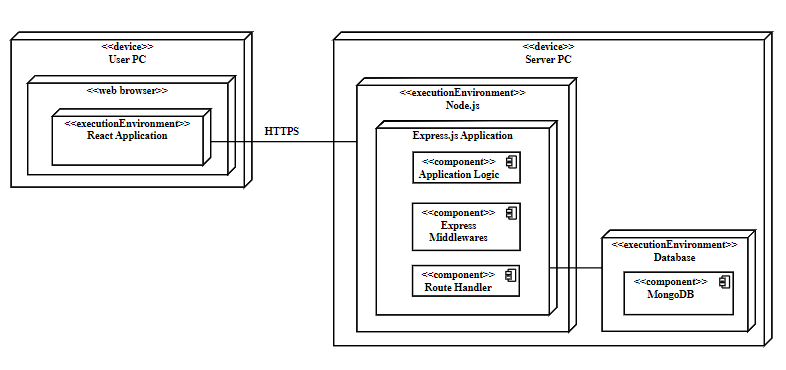 <<device>>
User PC
<<web browser>>
<<executionEnvironment>>
React Application
HTTPS
<<device>>
Server PC
<<executionEnvironment>>
Node.js
Express.js Application
<<component>>
Application Logic
<<component>>
Express
Middlewares
<<component>>
Route Handler
<<executionEnvironment>>
Database
<<component>>
MongoDB